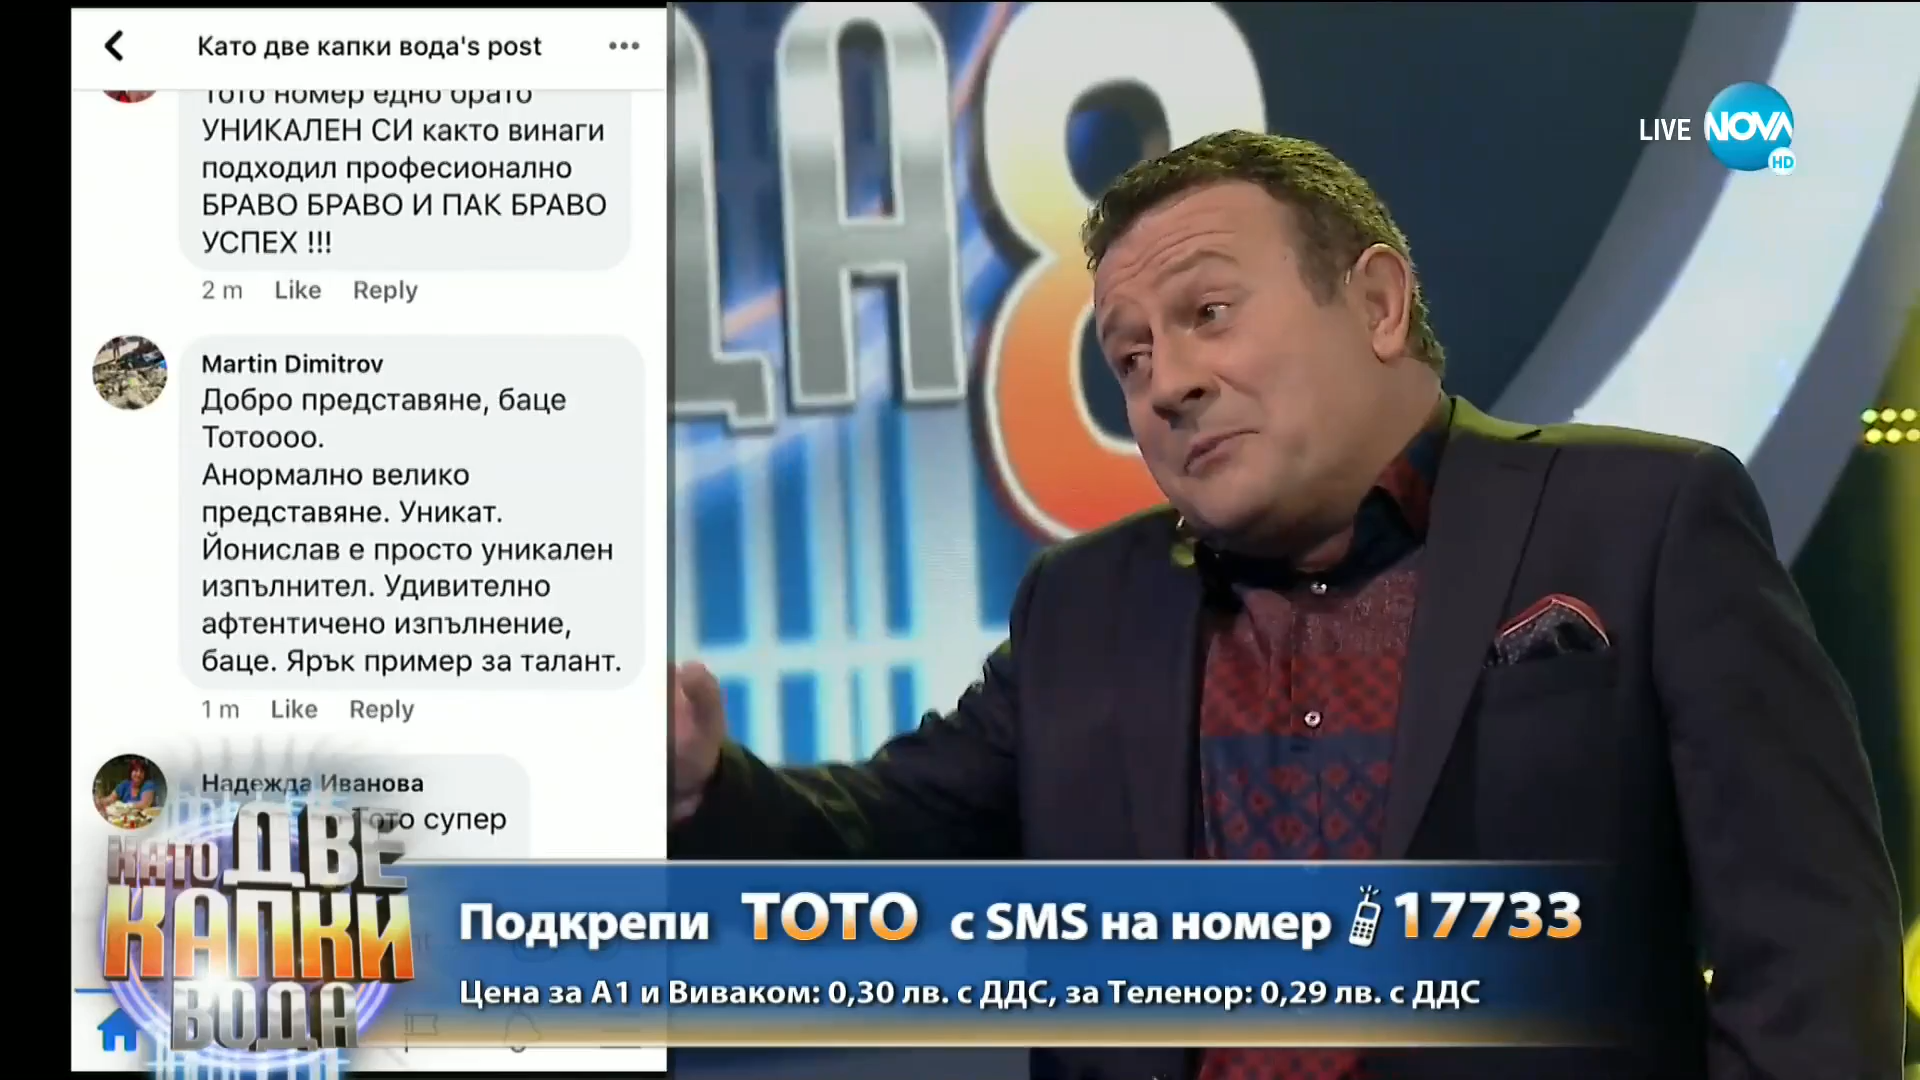 Като две капки вода's post
Тото номер едно брато
УНИКАЛЕН СИ както винаги
подходил професионално
БРАВО БРАВО И ПАК БРАВО
УСПЕХ !!!
2 m Like Reply
Martin Dimitrov
Добро представяне, баце
Тотоооо.
Анормално велико
представяне. Уникат.
Йонислав е просто уникален
изпълнител. Удивително
афтентичено изпълнение,
баце. Ярък пример за талант.
1 m Like Reply
Надежда Иванова
Тото супер
ДА8
LIVE NOVA
HD
КАТО ДВЕ
КАПКИ
ВОДА
Подкрепи ТОТО с SMS на номер 17733
Цена за А1 и Виваком: 0,30 лв. с ДДС, за Теленор: 0,29 лв. с ДДС